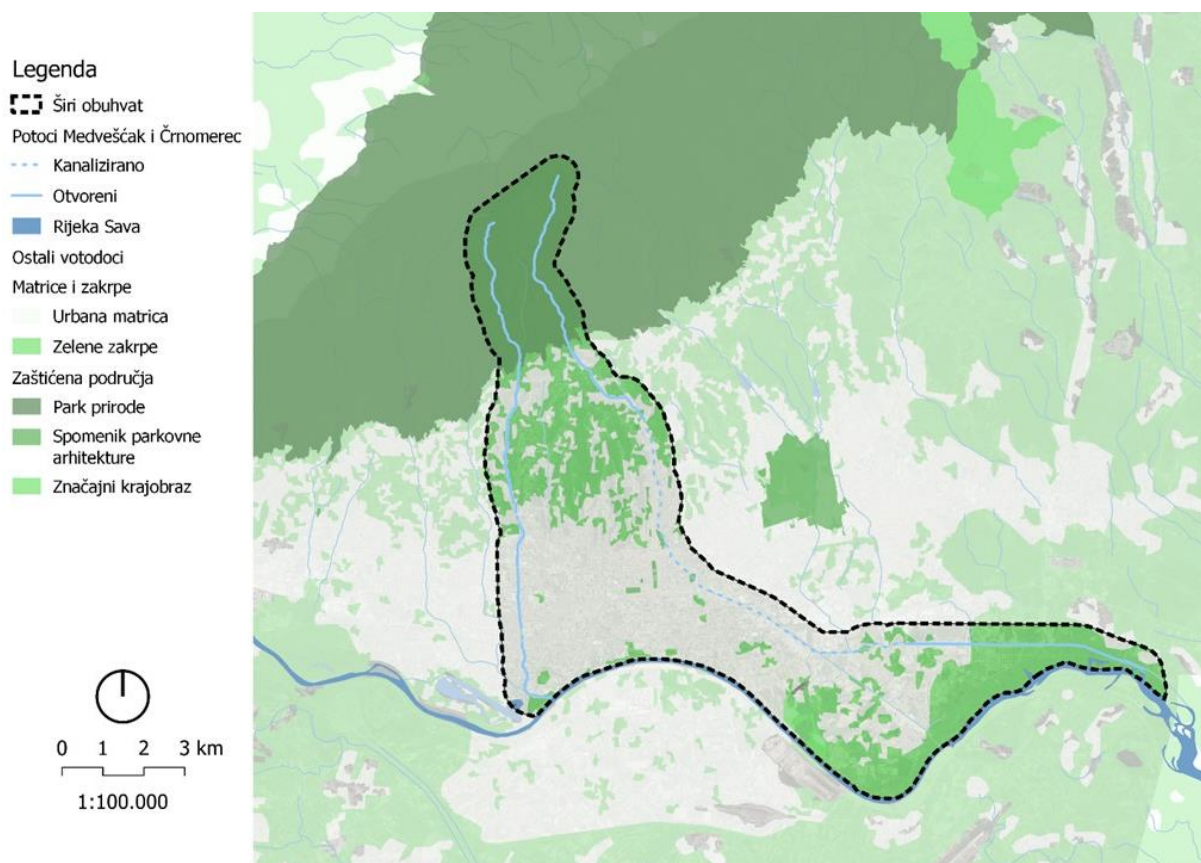 Legenda
Širi obuhvat
Potoci Medveščak i Črnomerec
Kanalizirano
Otvoreni
Rijeka Sava
Ostali votodoci
Matrice i zakrpe
Urbana matrica
Zelene zakrpe
Zaštićena područja
Park prirode
Spomenik parkovne
arhitekture
Značajni krajobraz
0 1 2 3 km
1:100.000